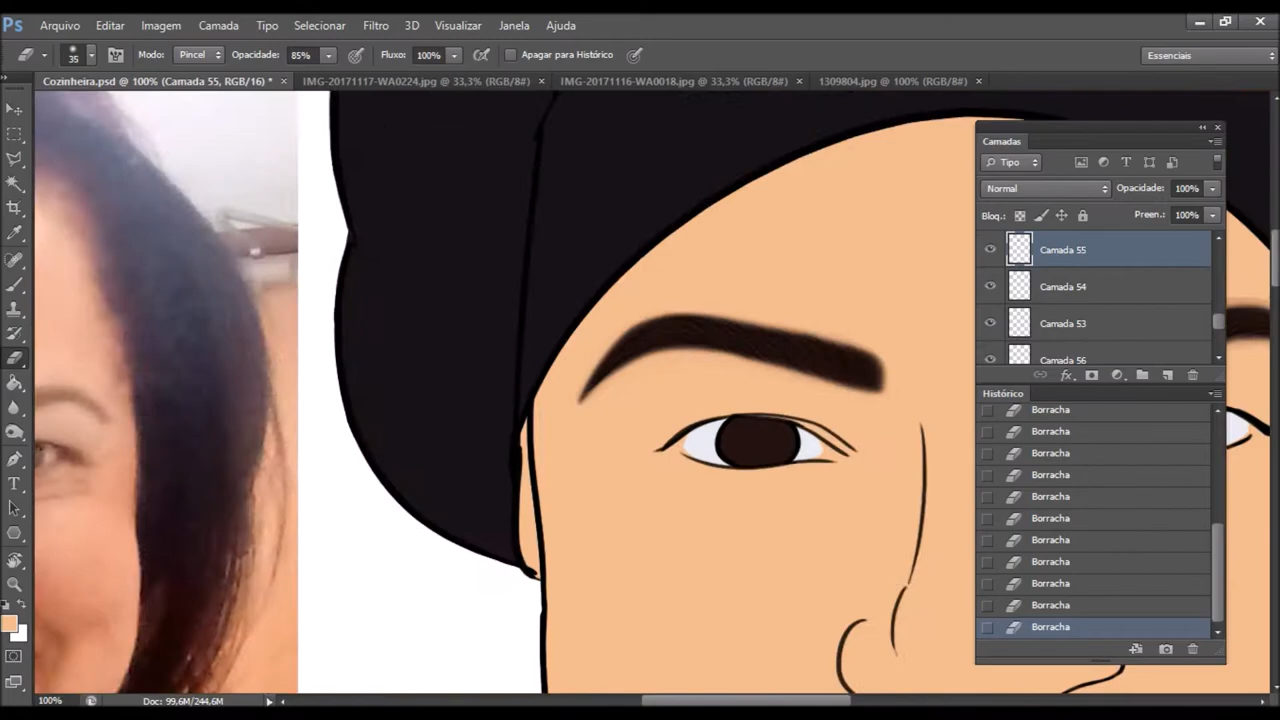 Ps Arquivo Editar Imagem Camada Tipo Selecionar Filtro 3D Visualizar Janela Ajuda
35 Modo: Pincel Opacidade: 85% Fluxo: 100% Apagar para Histórico Essenciais
Cozinheira.psd @ 100% (Camada 55, RGB/16) * × IMG-20171117-WA0224.jpg @ 33,3% (RGB/8#) × IMG-20171116-WA0018.jpg @ 33,3% (RGB/8#) × 1309804.jpg @ 100% (RGB/8#) ×
Camadas
Tipo
Normal Opacidade: 100%
Bloq.: Preen.: 100%
Camada 55
Camada 54
Camada 53
Camada 56
Histórico
Borracha
Borracha
Borracha
Borracha
Borracha
Borracha
Borracha
Borracha
Borracha
Borracha
Borracha
100% Doc: 99,6M/244,6M